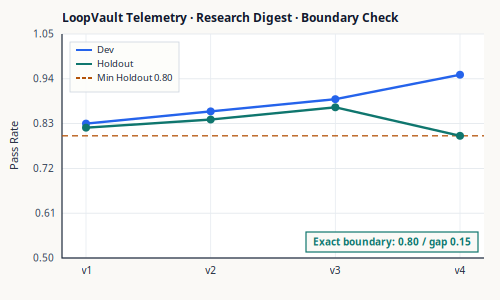 LoopVault Telemetry · Research Digest · Boundary Check
Dev
Holdout
Min Holdout 0.80
Pass Rate
1.05
0.94
0.83
0.72
0.61
0.50
Exact boundary: 0.80 / gap 0.15
v1
v2
v3
v4